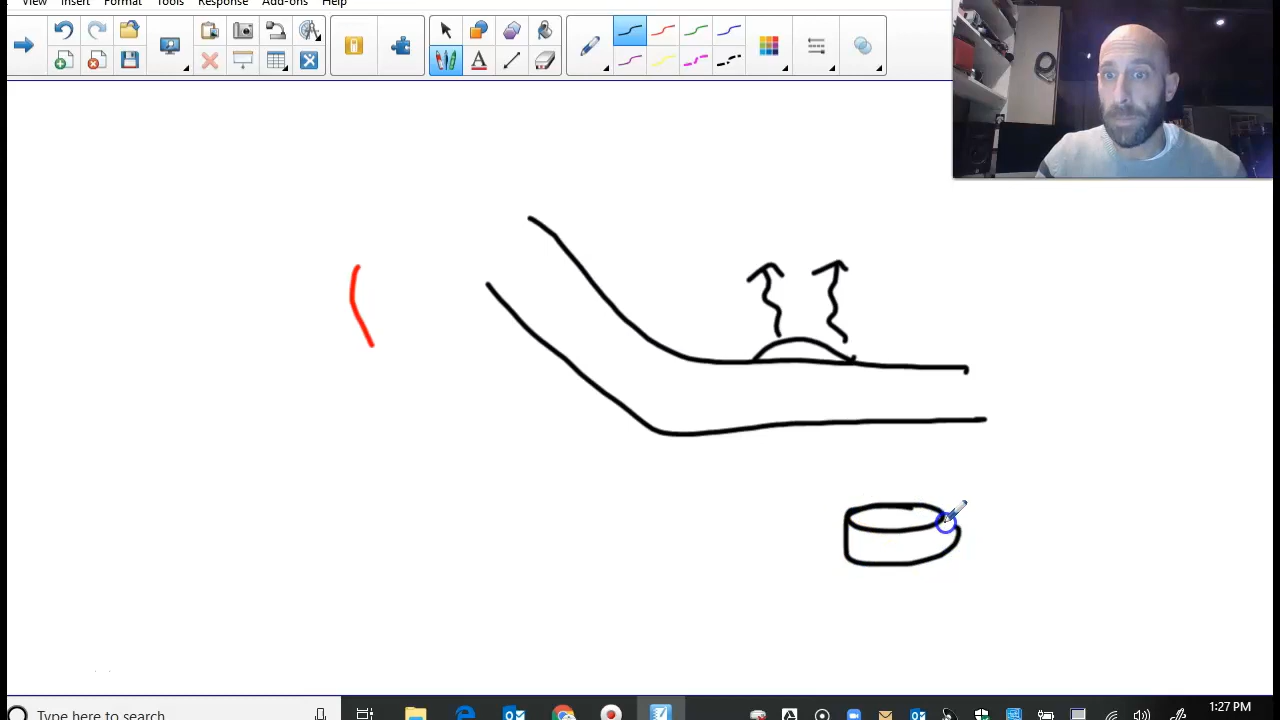 View Insert Format Tools Response Add-ons Help
A
Type here to search
1:27 PM